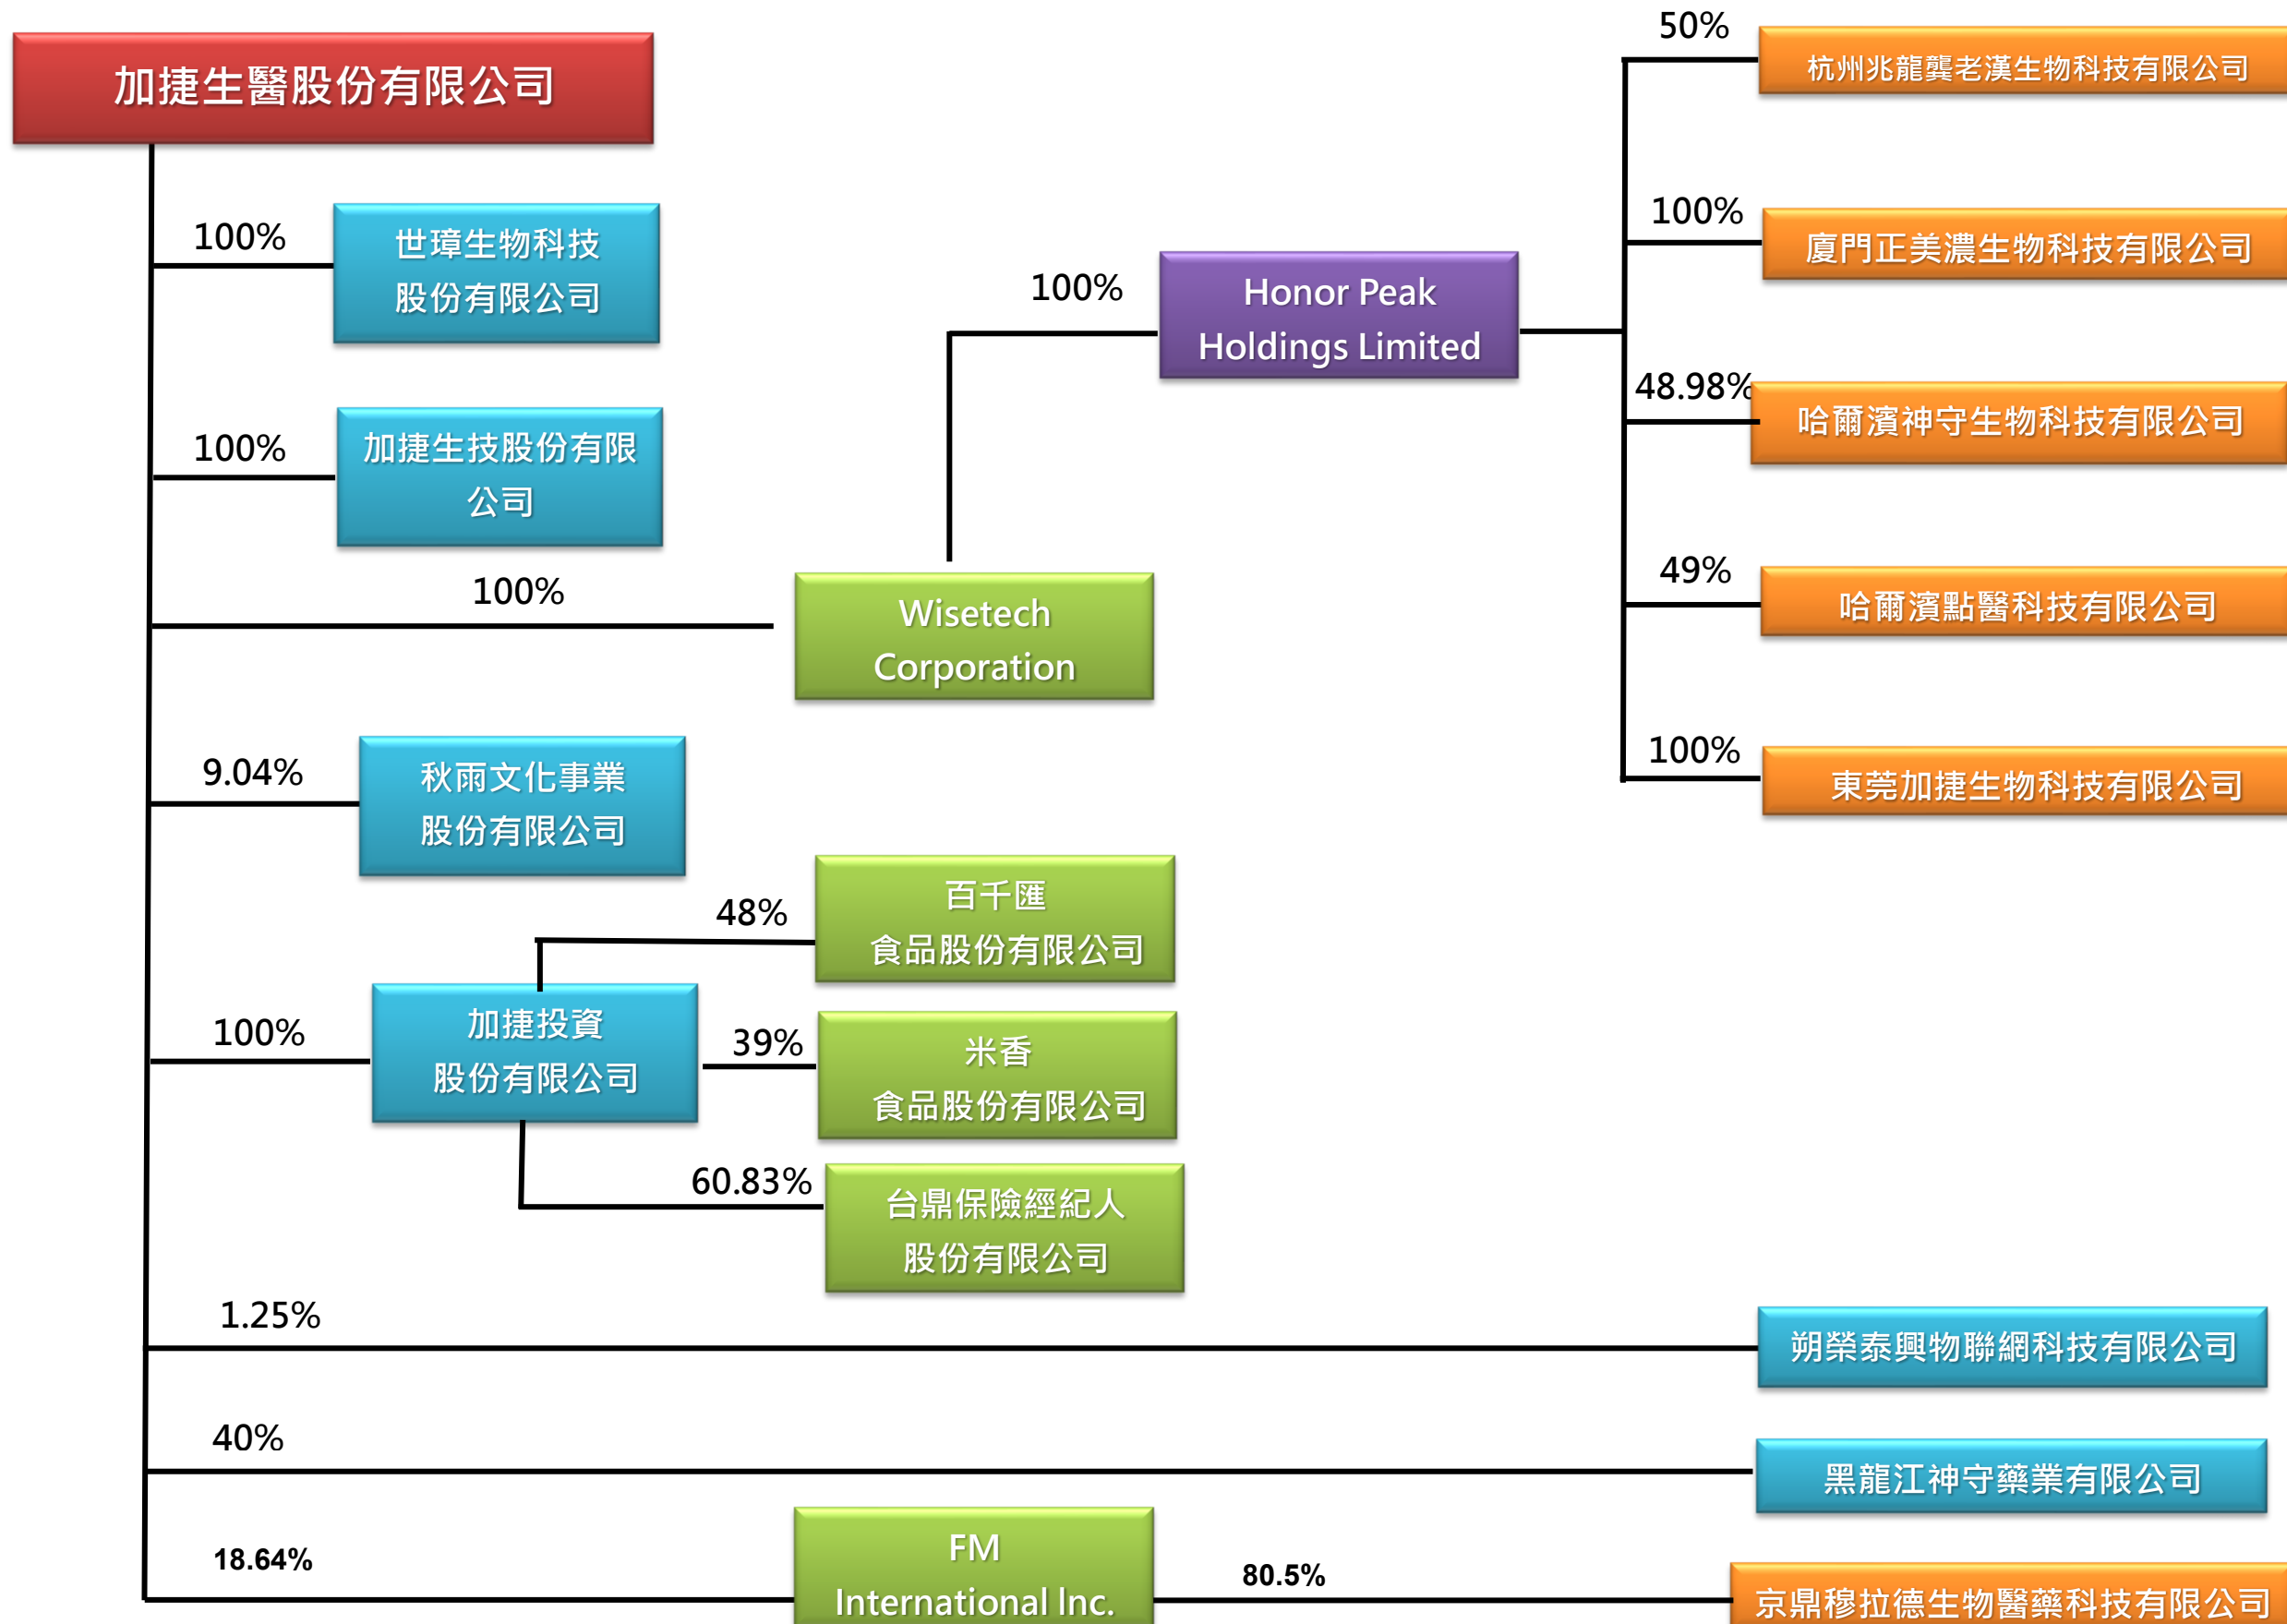 加捷生醫股份有限公司
100%
世璋生物科技
股份有限公司
100%
加捷生技股份有限
公司
100%
Wisetech
Corporation
100%
Honor Peak
Holdings Limited
50%
杭州兆龍龔老漢生物科技有限公司
100%
廈門正美濃生物科技有限公司
48.98%
哈爾濱神守生物科技有限公司
49%
哈爾濱點醫科技有限公司
100%
東莞加捷生物科技有限公司
9.04%
秋雨文化事業
股份有限公司
100%
加捷投資
股份有限公司
48%
百千匯
食品股份有限公司
39%
米香
食品股份有限公司
60.83%
台鼎保險經紀人
股份有限公司
1.25%
朔榮泰興物聯網科技有限公司
40%
黑龍江神守藥業有限公司
18.64%
FM
International Inc.
80.5%
京鼎穆拉德生物醫藥科技有限公司